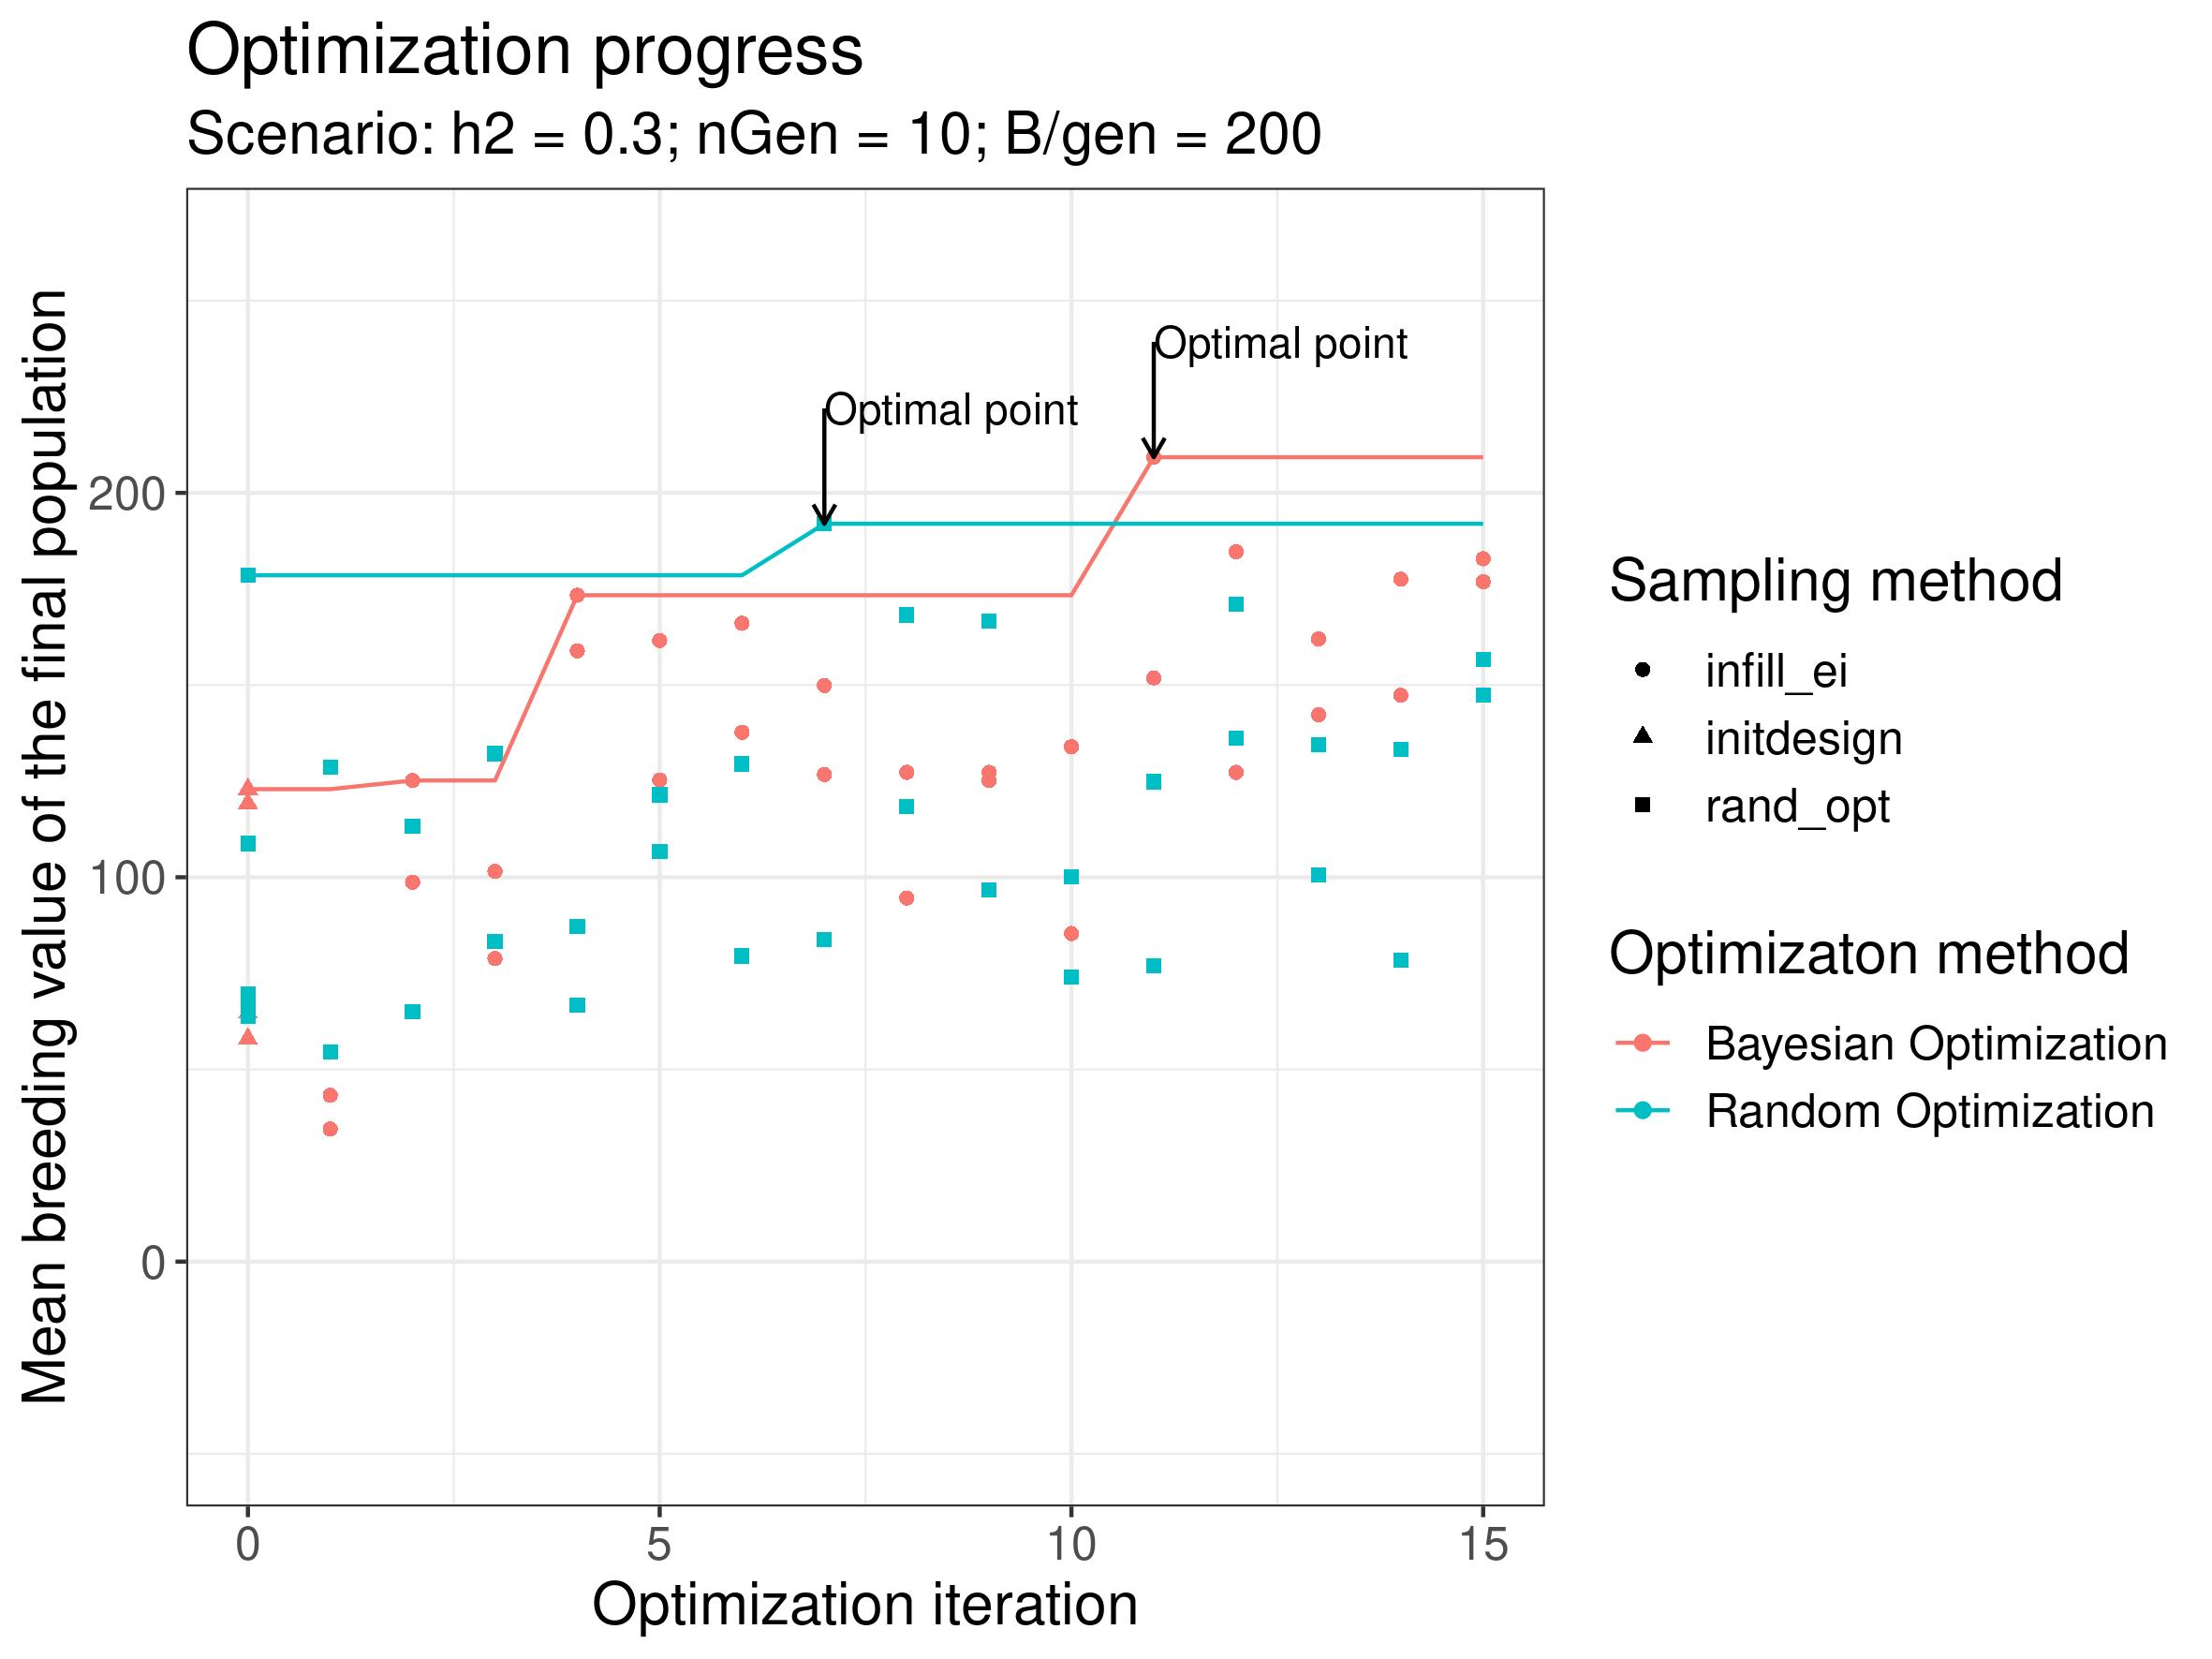 Optimization progress
Scenario: h2 = 0.3; nGen = 10; B/gen = 200
Mean breeding value of the final population
200
100
0
Optimal point
Optimal point
0 5 10 15
Optimization iteration
Sampling method
infill_ei
initdesign
rand_opt
Optimizaton method
Bayesian Optimization
Random Optimization